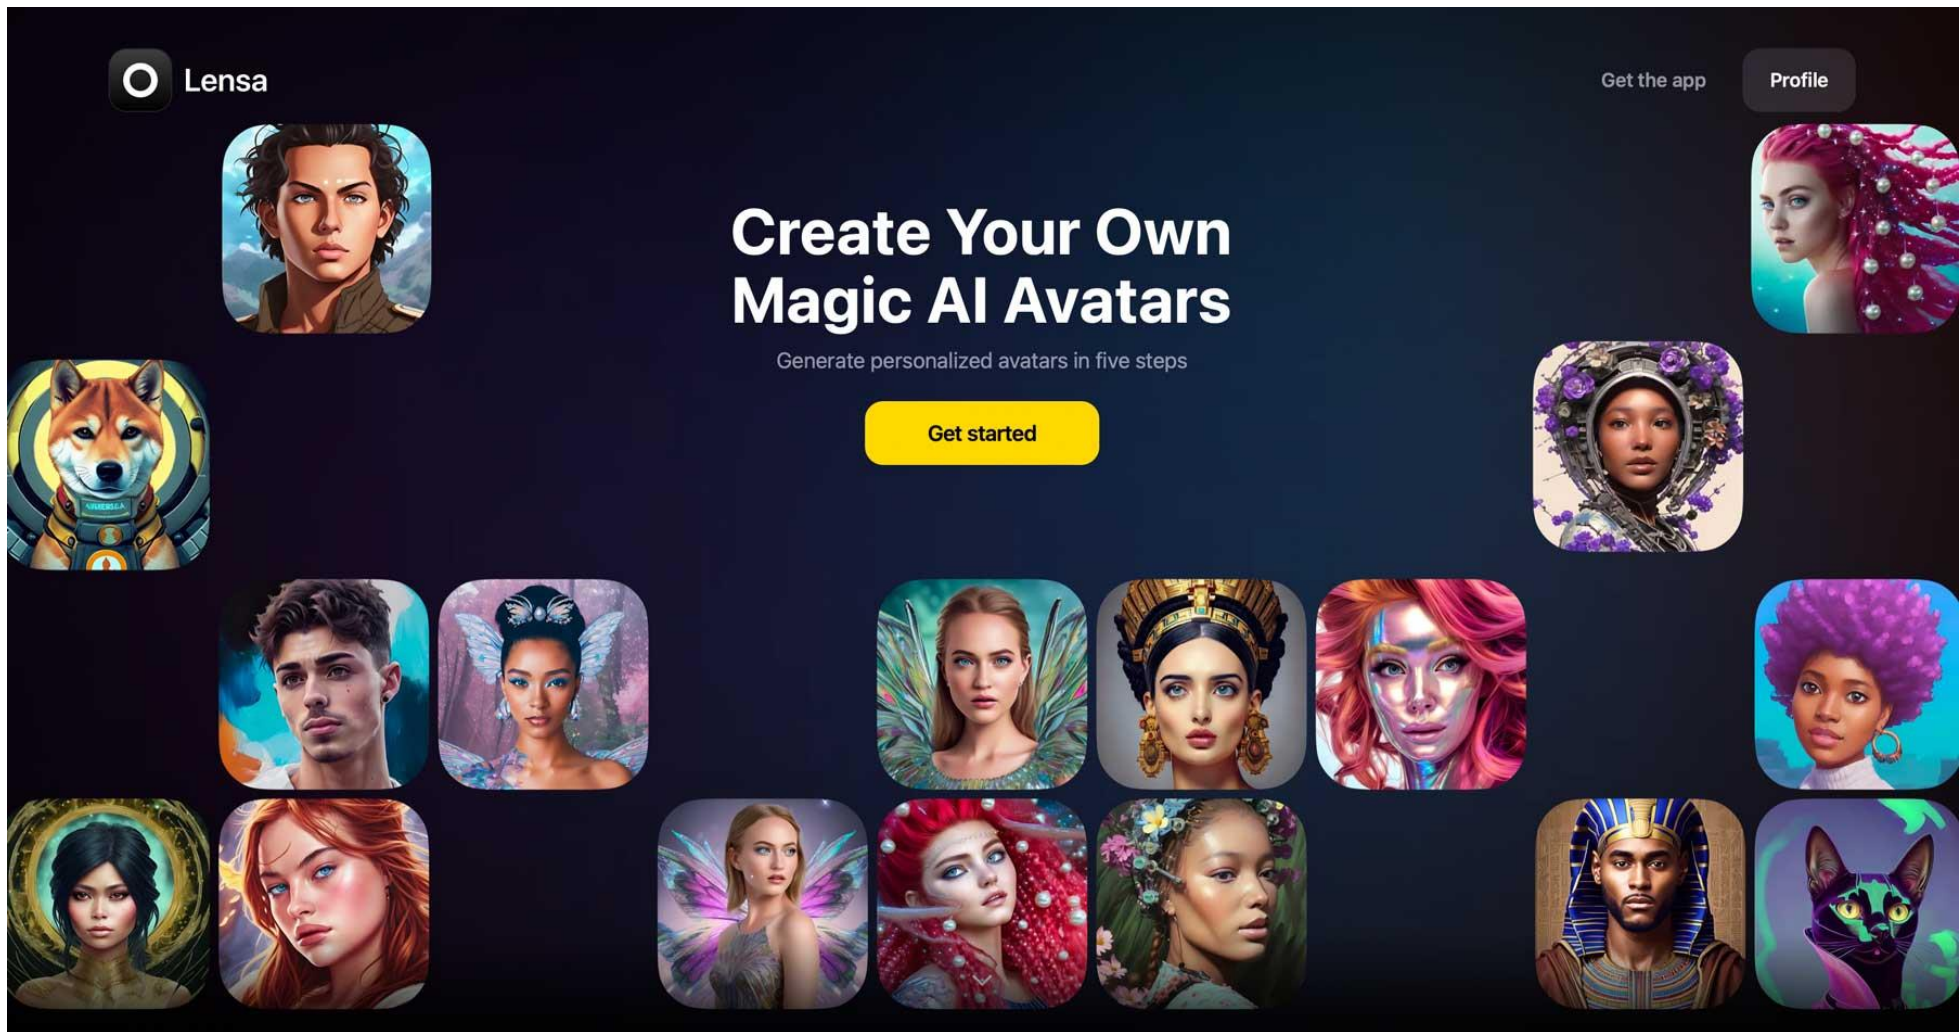 Lensa
Get the app
Profile
Create Your Own
Magic AI Avatars
Generate personalized avatars in five steps
Get started